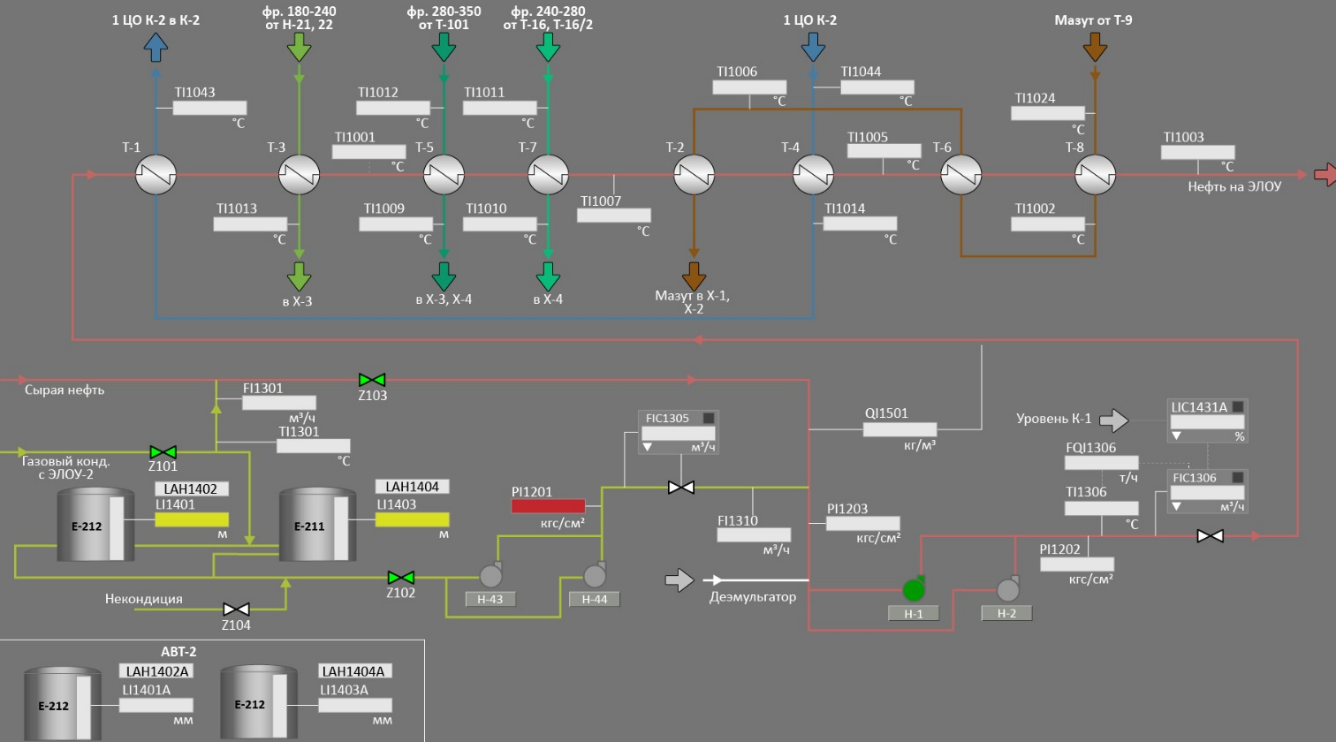 1 ЦО К-2 в К-2
фр. 180-240
от Н-21, 22
фр. 280-350
от Т-101
фр. 240-280
от Т-16, Т-16/2
1 ЦО К-2
Мазут от Т-9
TI1043
°C
TI1012
°C
TI1011
°C
TI1006
°C
TI1044
°C
TI1024
°C
Т-1
Т-3
TI1001
°C
Т-5
Т-7
Т-2
Т-4
TI1005
°C
Т-6
Т-8
TI1003
°C
Нефть на ЭЛОУ
TI1013
°C
TI1009
°C
TI1010
°C
TI1007
°C
TI1014
°C
TI1002
°C
в Х-3
в Х-3, Х-4
в Х-4
Мазут в Х-1,
Х-2
Сырая нефть
FI1301
м³/ч
Z103
TI1301
°C
Газовый конд.
с ЭЛОУ-2
Z101
FIC1305
м³/ч
QI1501
кг/м³
Уровень К-1
LIC1431A
%
FQI1306
т/ч
FIC1306
м³/ч
TI1306
°C
LAH1402
LI1401
м
E-212
LAH1404
LI1403
м
E-211
PI1201
кгс/см²
FI1310
м³/ч
PI1203
кгс/см²
PI1202
кгс/см²
Z102
Некондиция
Z104
Н-43
Н-44
Деэмульгатор
Н-1
Н-2
АВТ-2
E-212
LAH1402A
LI1401A
мм
E-212
LAH1404A
LI1403A
мм